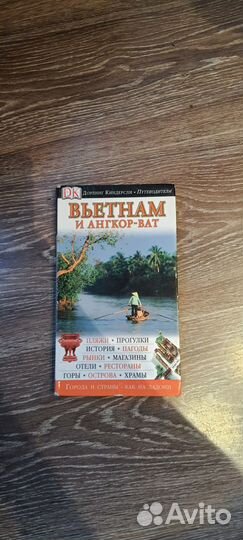 DK
Дорлинг Киндерсли • Путеводители
ВЬЕТНАМ
И АНГКОР-ВАТ
ПЛЯЖИ • ПРОГУЛКИ
ИСТОРИЯ • ПАГОДЫ
РЫНКИ • МАГАЗИНЫ
ОТЕЛИ • РЕСТОРАНЫ
ГОРЫ • ОСТРОВА • ХРАМЫ
Города и страны - как на ладони
Avito